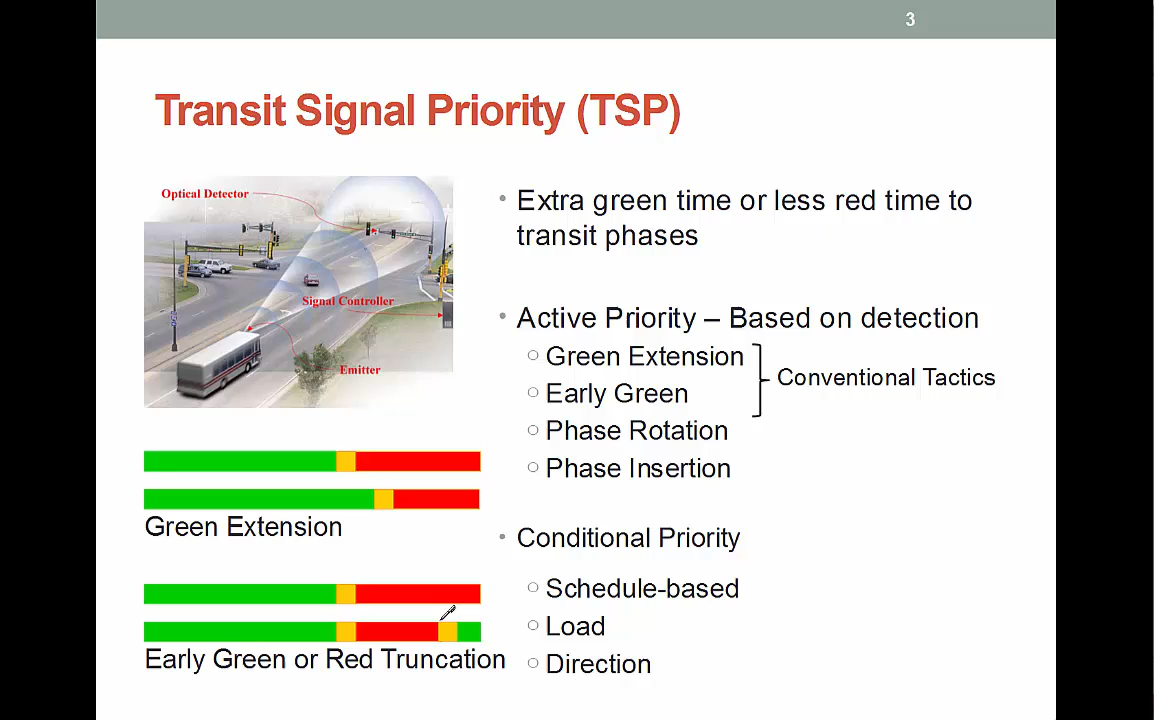 3
Transit Signal Priority (TSP)
Optical Detector
Signal Controller
Emitter
Green Extension
Early Green or Red Truncation
Extra green time or less red time to
transit phases
Active Priority – Based on detection
Green Extension
Early Green
Conventional Tactics
Phase Rotation
Phase Insertion
Conditional Priority
Schedule-based
Load
Direction